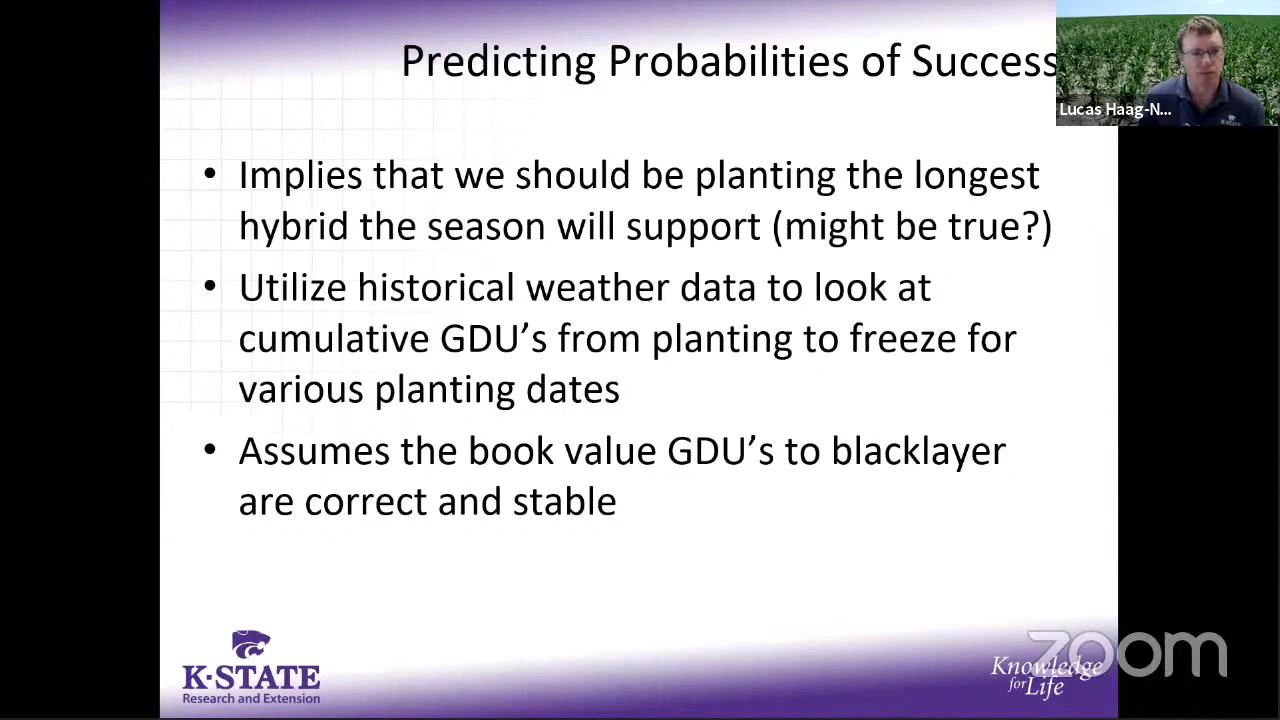 Predicting Probabilities of Success
Lucas Haag-N...
• Implies that we should be planting the longest
hybrid the season will support (might be true?)
• Utilize historical weather data to look at
cumulative GDU’s from planting to freeze for
various planting dates
• Assumes the book value GDU’s to blacklayer
are correct and stable
K-STATE
Research and Extension
Knowledge
for Life
zoom